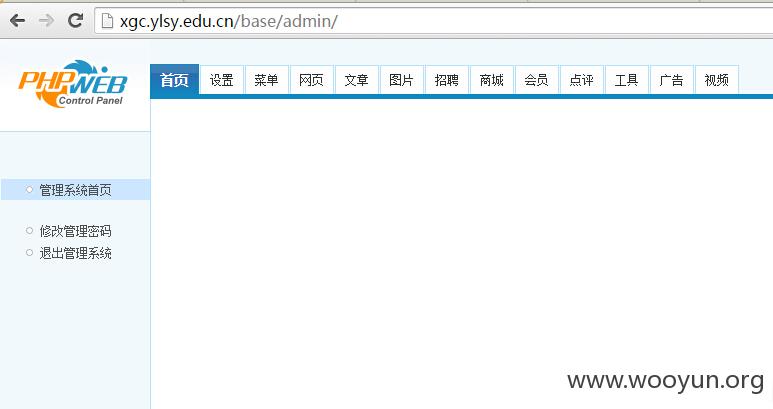 xgc.ylsy.edu.cn/base/admin/
PHPWEB
Control Panel
首页 设置 菜单 网页 文章 图片 招聘 商城 会员 点评 工具 广告 视频
管理系统首页
修改管理密码
退出管理系统
www.wooyun.org